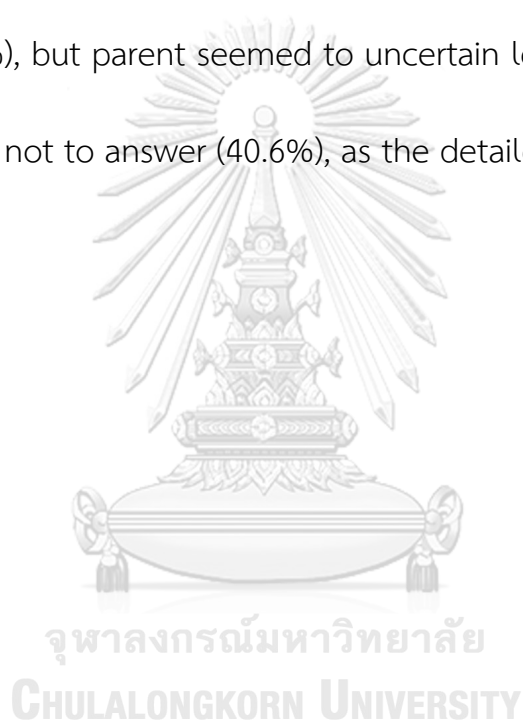 ), but parent seemed to uncertain
not to answer (40.6%), as the
จุฬาลงกรณ์มหาวิทยาลัย
CHULALONGKORN UNIVERSITY